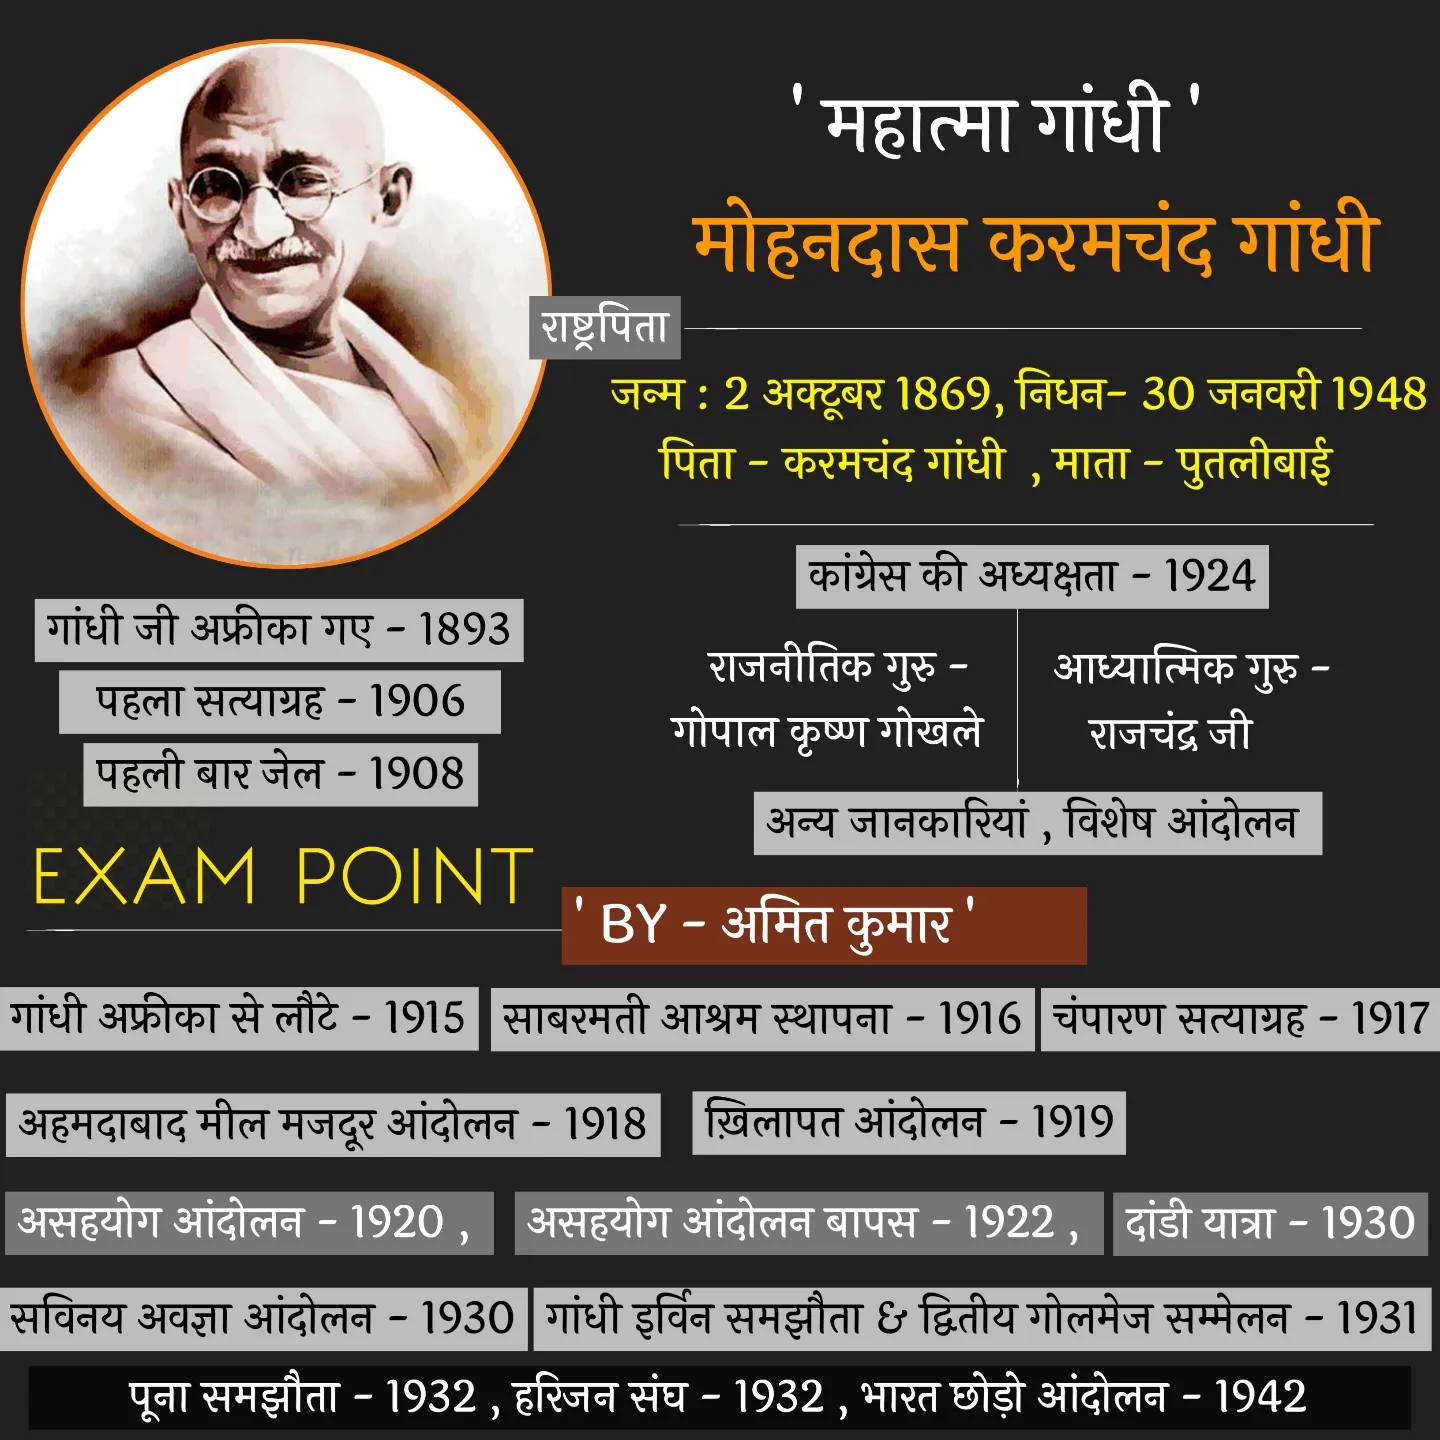 ' महात्मा गांधी '
मोहनदास करमचंद गांधी
राष्ट्रपिता
जन्म : 2 अक्टूबर 1869, निधन- 30 जनवरी 1948
पिता - करमचंद गांधी , माता - पुतलीबाई
कांग्रेस की अध्यक्षता - 1924
राजनीतिक गुरु -
गोपाल कृष्ण गोखले
आध्यात्मिक गुरु -
राजचंद्र जी
गांधी जी अफ्रीका गए - 1893
पहला सत्याग्रह - 1906
पहली बार जेल - 1908
अन्य जानकारियां , विशेष आंदोलन
EXAM POINT
' BY - अमित कुमार '
गांधी अफ्रीका से लौटे - 1915
साबरमती आश्रम स्थापना - 1916
चंपारण सत्याग्रह - 1917
अहमदाबाद मील मजदूर आंदोलन - 1918
ख़िलापत आंदोलन - 1919
असहयोग आंदोलन - 1920 ,
असहयोग आंदोलन बापस - 1922 ,
दांडी यात्रा - 1930
सविनय अवज्ञा आंदोलन - 1930
गांधी इर्विन समझौता & द्वितीय गोलमेज सम्मेलन - 1931
पूना समझौता - 1932 , हरिजन संघ - 1932 , भारत छोड़ो आंदोलन - 1942